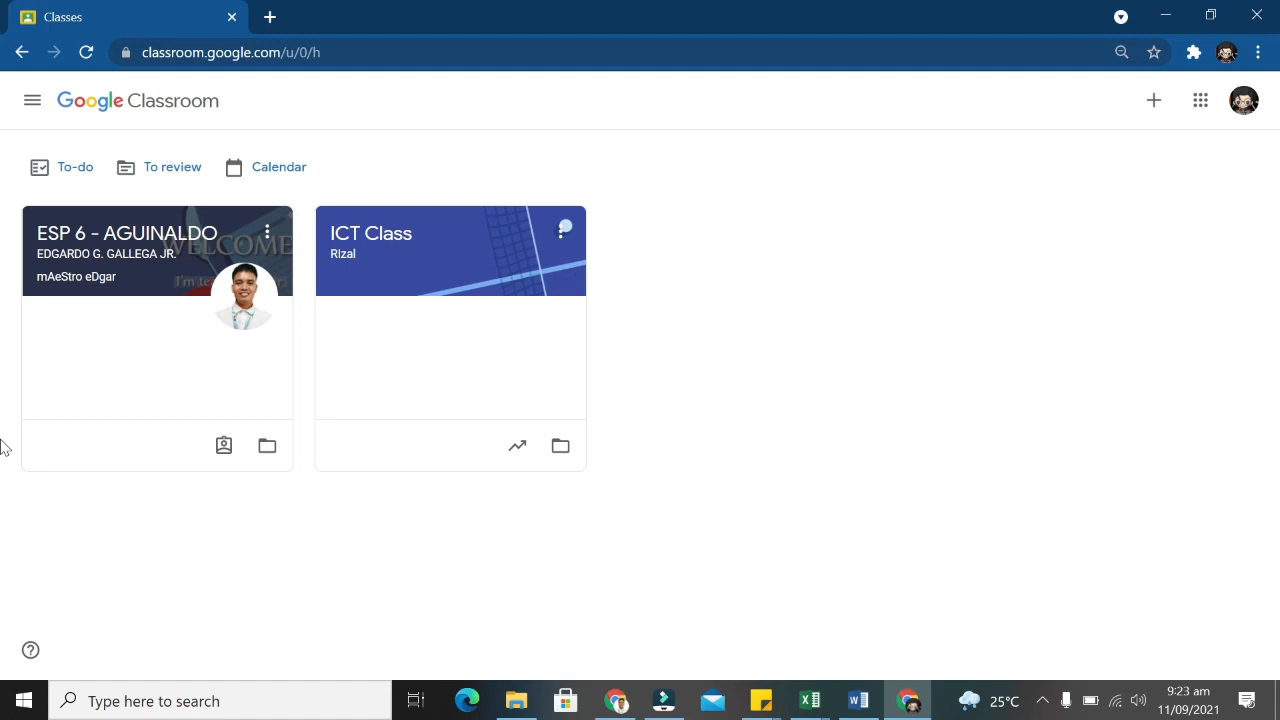 Classes
classroom.google.com/u/0/h
Google Classroom
To-do
To review
Calendar
ESP 6 - AGUINALDO
EDGARDO G. GALLEGA JR.
mAeStro eDgar
WELCOME
ICT Class
RIzal
Type here to search
25°C
9:23 am
11/09/2021